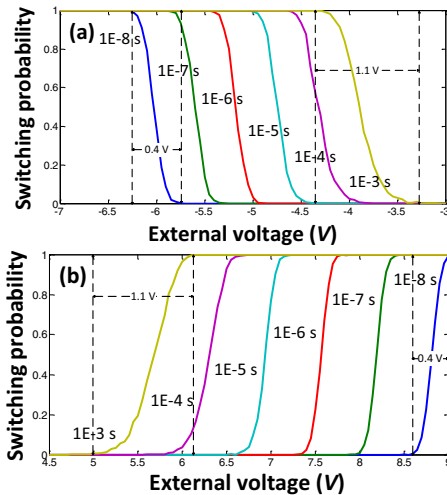 (a)
Switching probability
1
0.8
0.6
0.4
0.2
0
1E-8 s
1E-7 s
1E-6 s
1E-5 s
1E-4 s
1E-3 s
0.4 V
1.1 V
-7 -6.5 -6 -5.5 -5 -4.5 -4 -3.5 -3
External voltage (V)
(b)
Switching probability
1
0.8
0.6
0.4
0.2
0
1.1 V
1E-3 s
1E-4 s
1E-5 s
1E-6 s
1E-7 s
1E-8 s
0.4 V
4.5 5 5.5 6 6.5 7 7.5 8 8.5 9
External voltage (V)